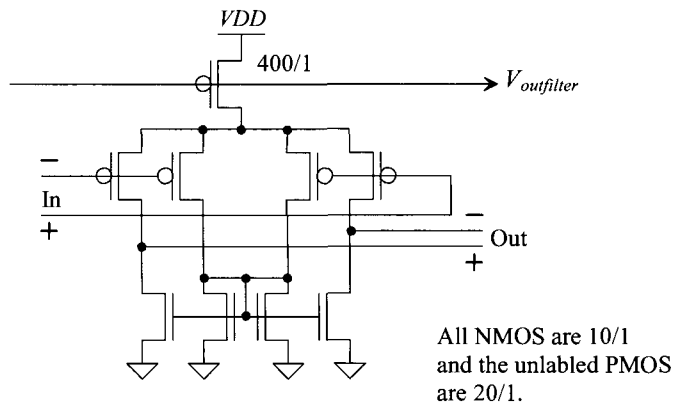 VDD
400/1
Voutfilter
−
In
+
−
Out
+
All NMOS are 10/1
and the unlabled PMOS
are 20/1.